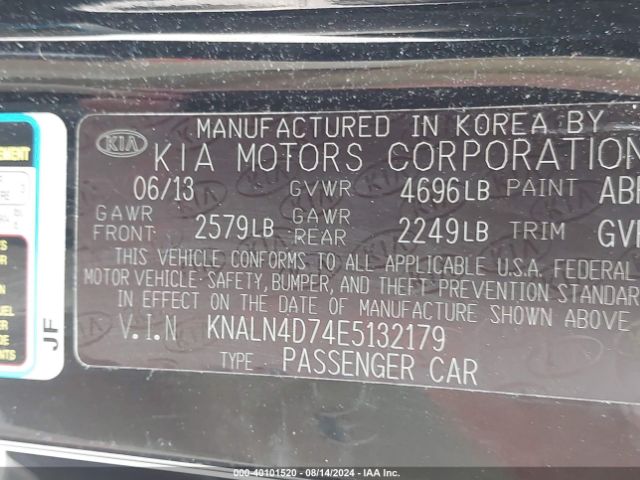 MANUFACTURED IN KOREA BY
KIA KIA MOTORS CORPORATION
06/13 GVWR 4696LB PAINT
GAWR FRONT 2579LB GAWR REAR 2249LB TRIM
THIS VEHICLE CONFORMS TO ALL APPLICABLE U.S.A. FEDERAL
MOTOR VEHICLE-SAFETY, BUMPER, AND THEFT PREVENTION STANDAR
IN EFFECT ON THE DATE OF MANUFACTURE SHOWN ABOVE
V.I.N KNALN4D74E5132179
TYPE PASSENGER CAR
JF
000-40101520 - 08/14/2024 - IAA Inc.